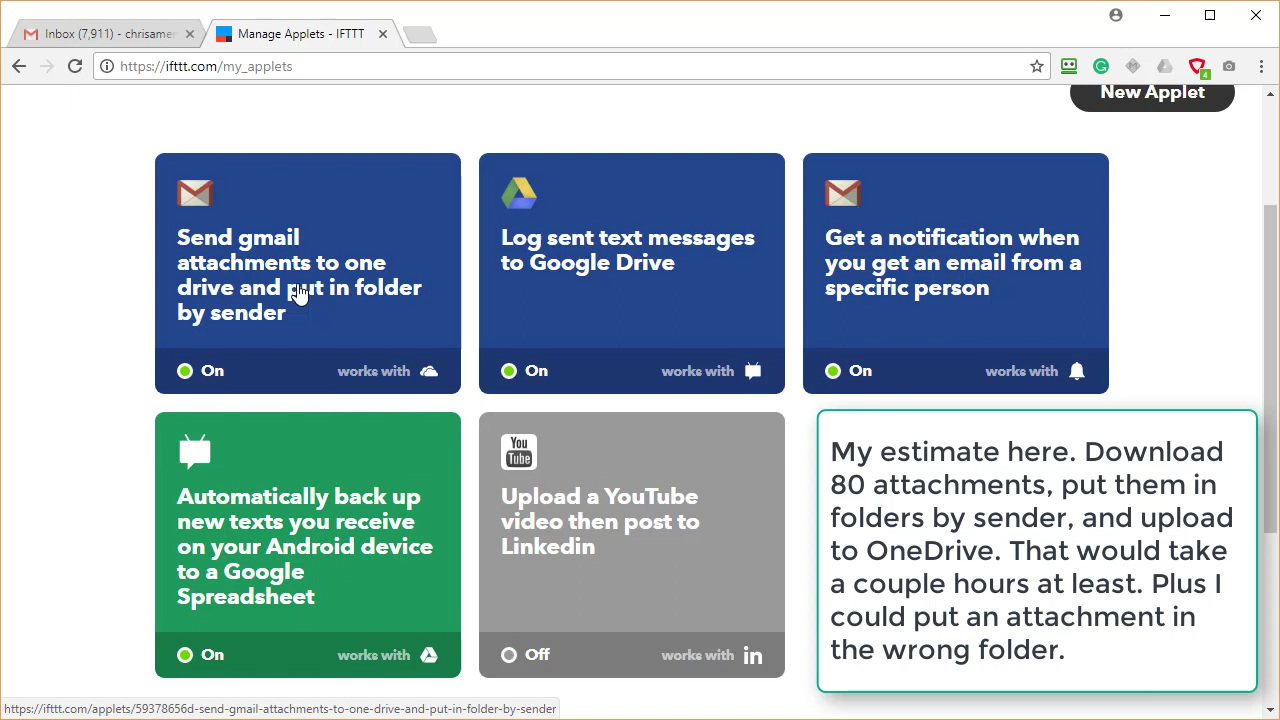 Inbox (7,911) - chrisamer
Manage Applets - IFTTT
https://ifttt.com/my_applets
4
New Applet
Send gmail
attachments to one
drive and put in folder
by sender
On
works with
Log sent text messages
to Google Drive
On
works with
Get a notification when
you get an email from a
specific person
On
works with
Automatically back up
new texts you receive
on your Android device
to a Google
Spreadsheet
On
works with
You
Tube
Upload a YouTube
video then post to
Linkedin
Off
works with in
My estimate here. Download
80 attachments, put them in
folders by sender, and upload
to OneDrive. That would take
a couple hours at least. Plus I
could put an attachment in
the wrong folder.
https://ifttt.com/applets/59378656d-send-gmail-attachments-to-one-drive-and-put-in-folder-by-sender